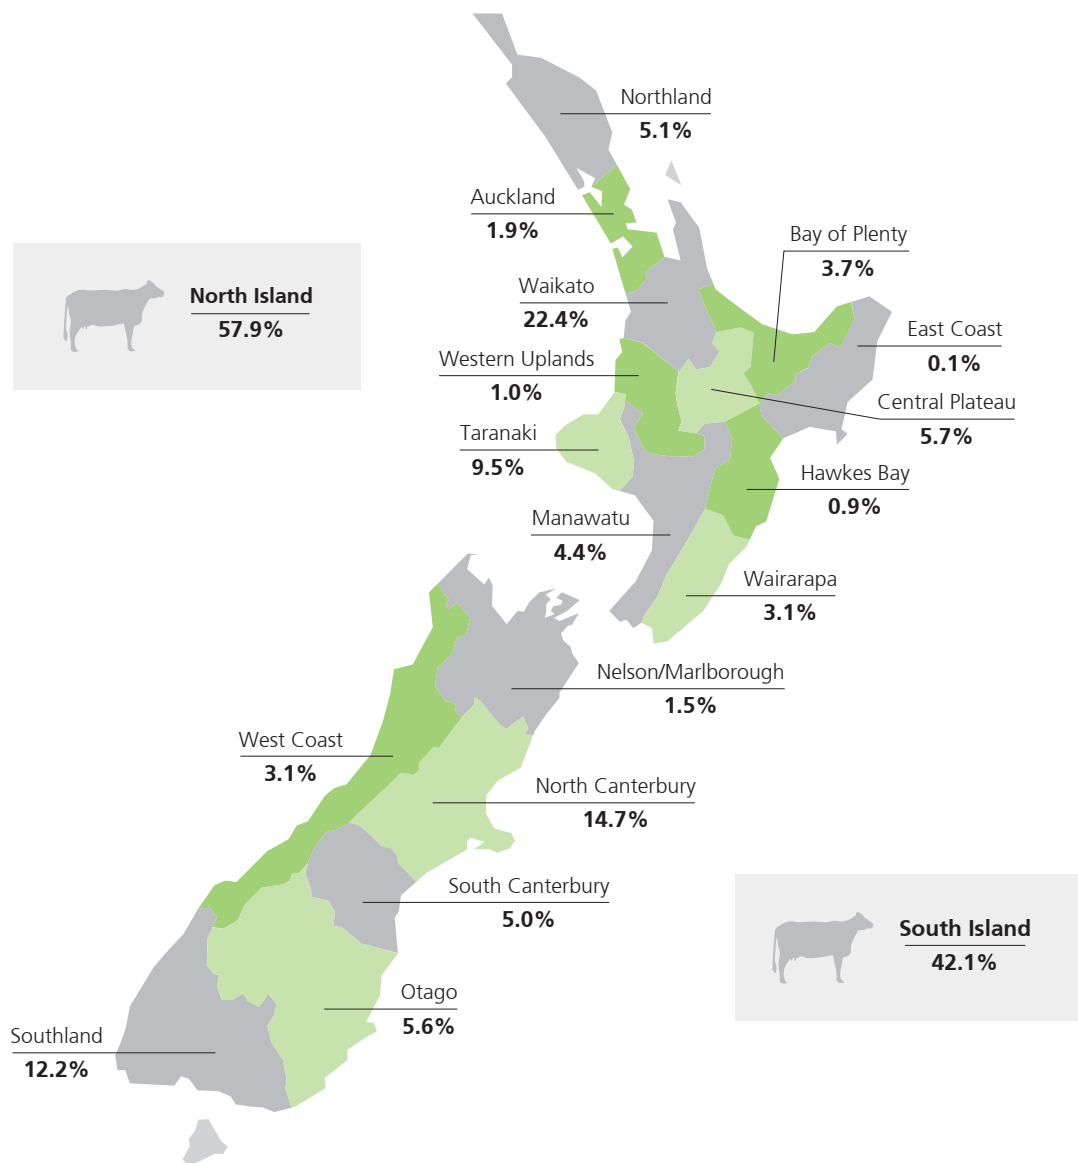 Northland
5.1%
Auckland
1.9%
Bay of Plenty
3.7%
Waikato
22.4%
North Island
57.9%
East Coast
0.1%
Western Uplands
1.0%
Central Plateau
5.7%
Taranaki
9.5%
Hawkes Bay
0.9%
Manawatu
4.4%
Wairarapa
3.1%
Nelson/Marlborough
1.5%
West Coast
3.1%
North Canterbury
14.7%
South Canterbury
5.0%
South Island
42.1%
Otago
5.6%
Southland
12.2%